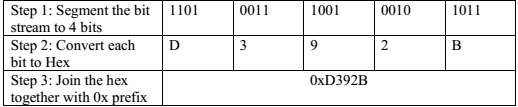 Step 1: Segment the bit stream to 4 bits 1101 0011 1001 0010 1011
Step 2: Convert each bit to Hex D 3 9 2 B
Step 3: Join the hex together with 0x prefix 0xD392B